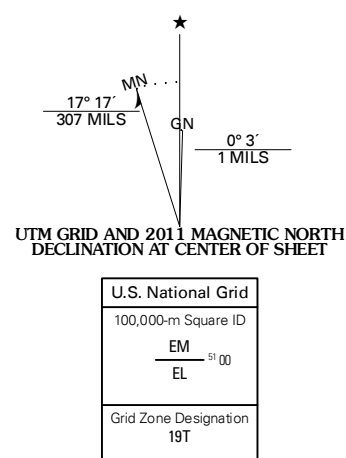 ★
MN
17° 17´
307 MILS
GN
0° 3´
1 MILS
UTM GRID AND 2011 MAGNETIC NORTH
DECLINATION AT CENTER OF SHEET
U.S. National Grid
100,000-m Square ID
EM
51 00
EL
Grid Zone Designation
19T